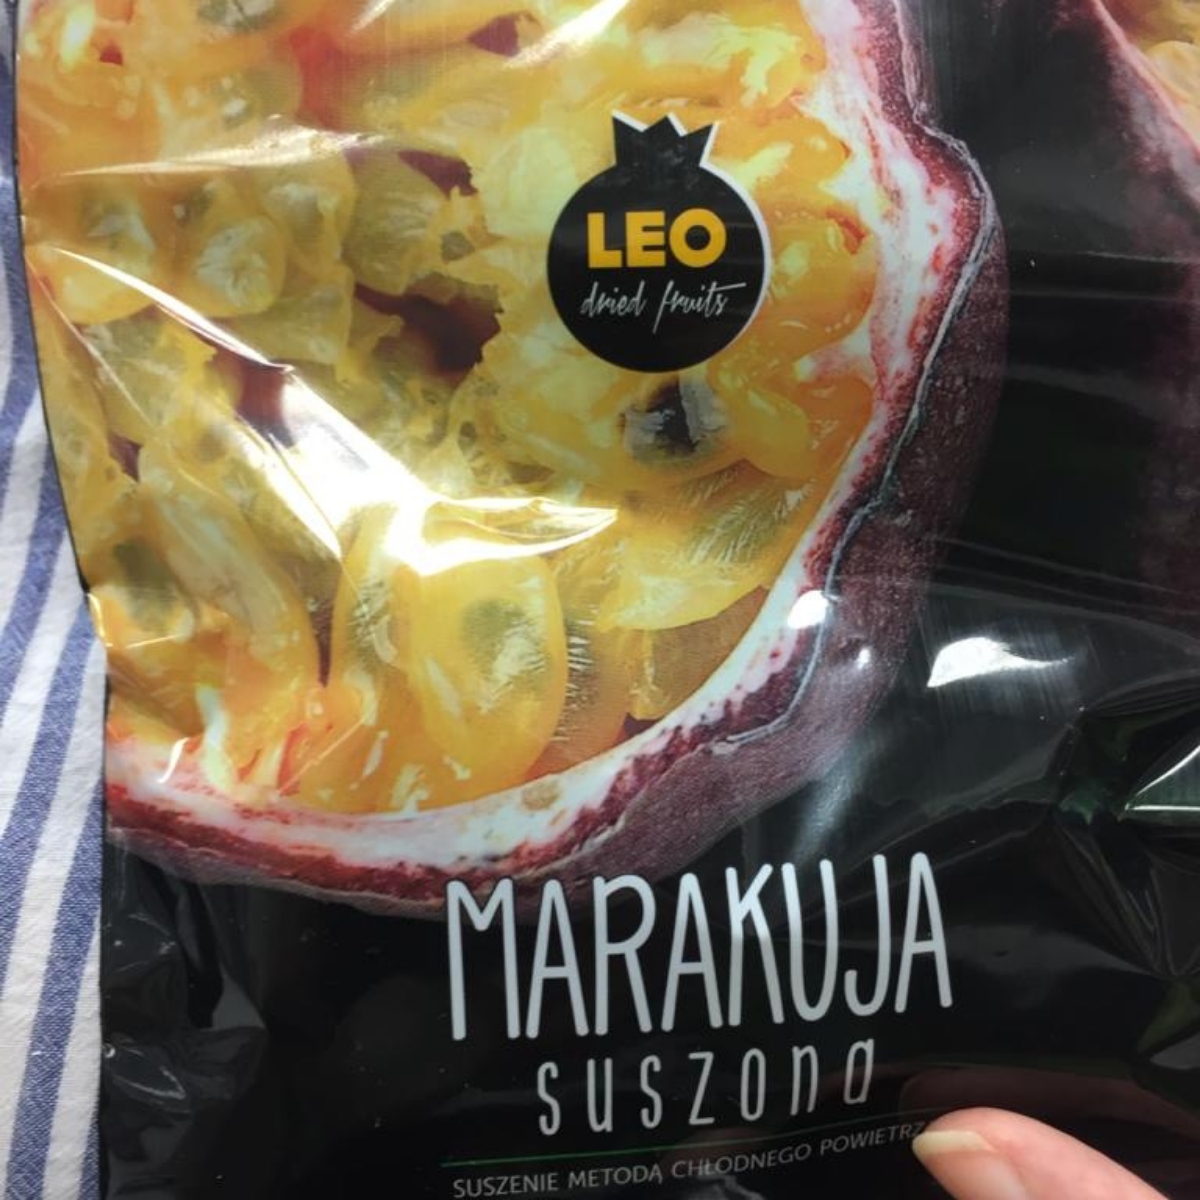 LEO
dried fruits
MARAKUJA
suszona
SUSZENIE METODĄ CHŁODNEGO